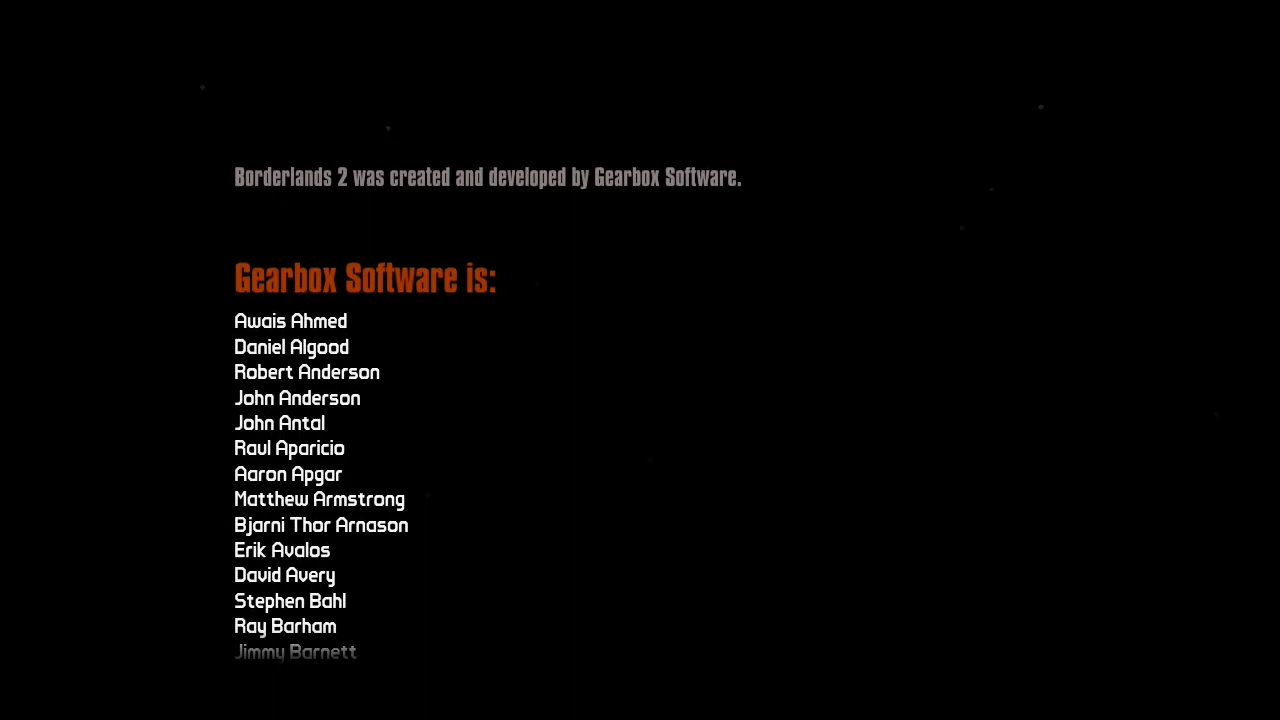 Borderlands 2 was created and developed by Gearbox Software.
Gearbox Software is:
Awais Ahmed
Daniel Algood
Robert Anderson
John Anderson
John Antal
Raul Aparicio
Aaron Apgar
Matthew Armstrong
Bjarni Thor Arnason
Erik Avalos
David Avery
Stephen Bahl
Ray Barham
Jimmy Barnett